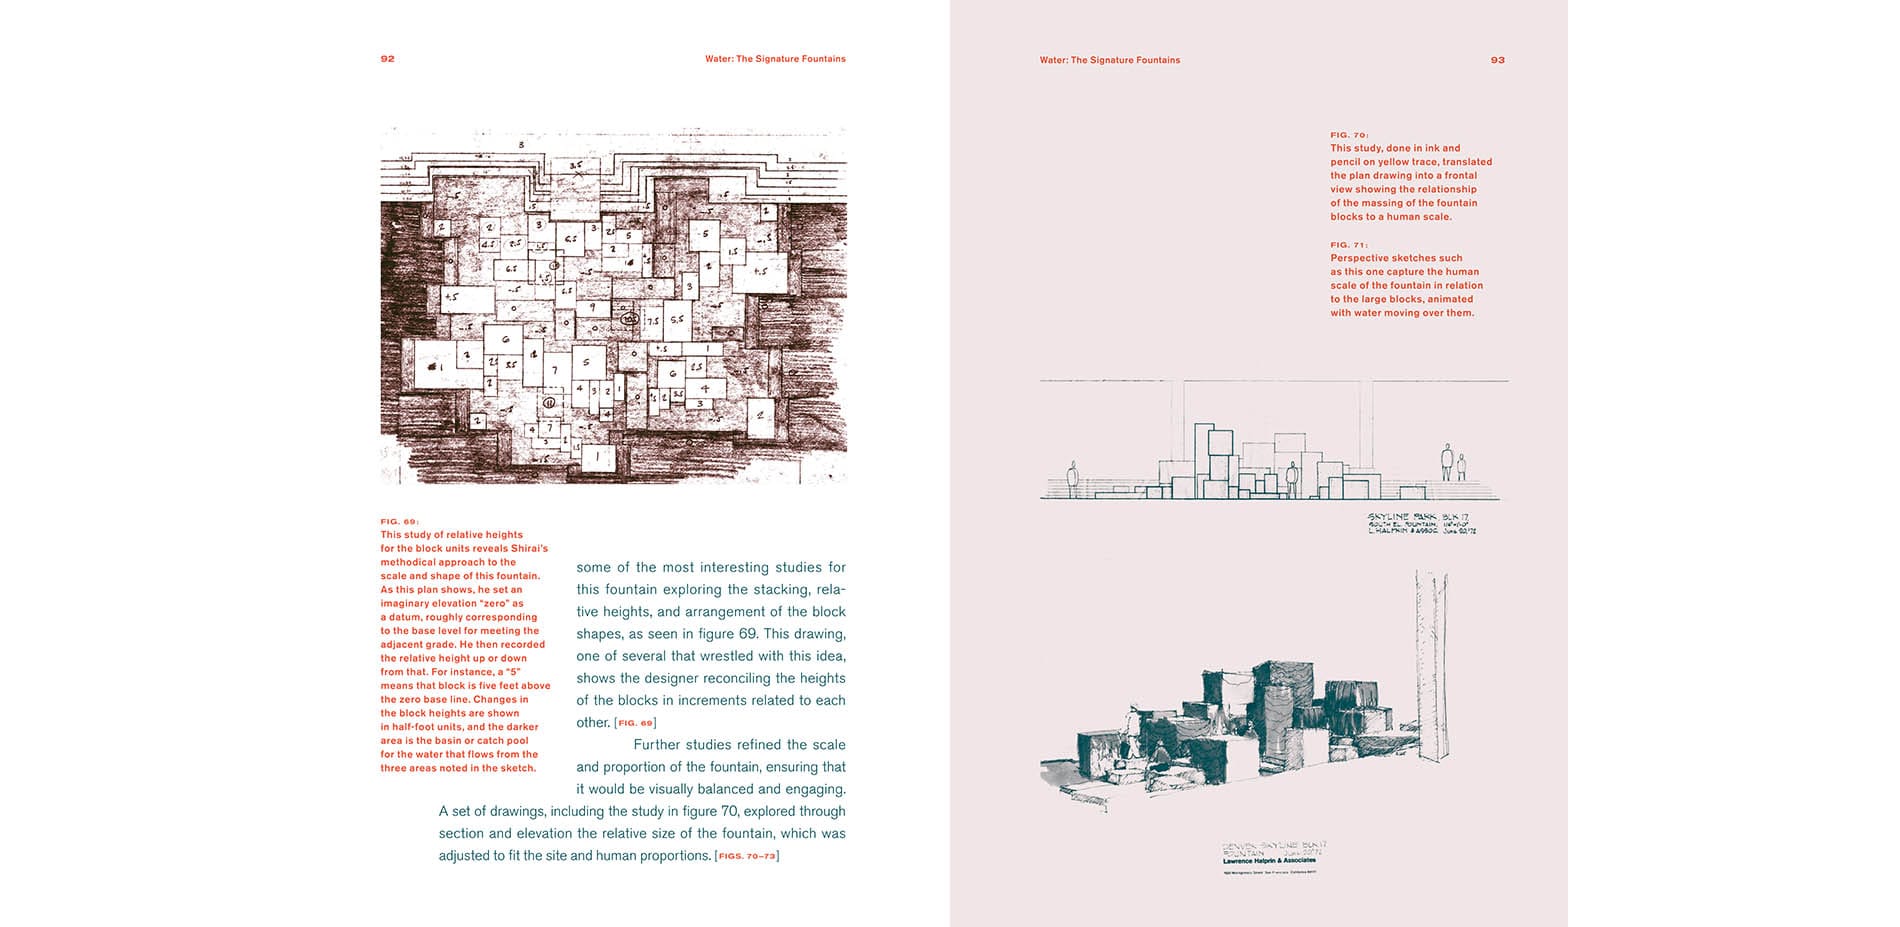 92
Water: The Signature Fountains
FIG. 69:
This study of relative heights
for the block units reveals Shirai's
methodical approach to the
scale and shape of this fountain.
As this plan shows, he set an
imaginary elevation “zero” as
a datum, roughly corresponding
to the base level for meeting the
adjacent grade. He then recorded
the relative height up or down
from that. For instance, a “5”
means that block is five feet above
the zero base line. Changes in
the block heights are shown
in half-foot units, and the darker
area is the basin or catch pool
for the water that flows from the
three areas noted in the sketch.
some of the most interesting studies for
this fountain exploring the stacking, rela-
tive heights, and arrangement of the block
shapes, as seen in figure 69. This drawing,
one of several that wrestled with this idea,
shows the designer reconciling the heights
of the blocks in increments related to each
other. [FIG. 69]
Further studies refined the scale
and proportion of the fountain, ensuring that
it would be visually balanced and engaging.
A set of drawings, including the study in figure 70, explored through
section and elevation the relative size of the fountain, which was
adjusted to fit the site and human proportions. [FIGS. 70–73]
Water: The Signature Fountains
93
FIG. 70:
This study, done in ink and
pencil on yellow trace, translated
the plan drawing into a frontal
view showing the relationship
of the massing of the fountain
blocks to a human scale.
FIG. 71:
Perspective sketches such
as this one capture the human
scale of the fountain in relation
to the large blocks, animated
with water moving over them.
SKYLINE PARK, BLK 17,
SOUTH EL. FOUNTAIN,
L. HALPRIN & ASSOC. June 20/72
DENVER SKYLINE BLK 17
FOUNTAIN June 20/72
Lawrence Halprin & Associates